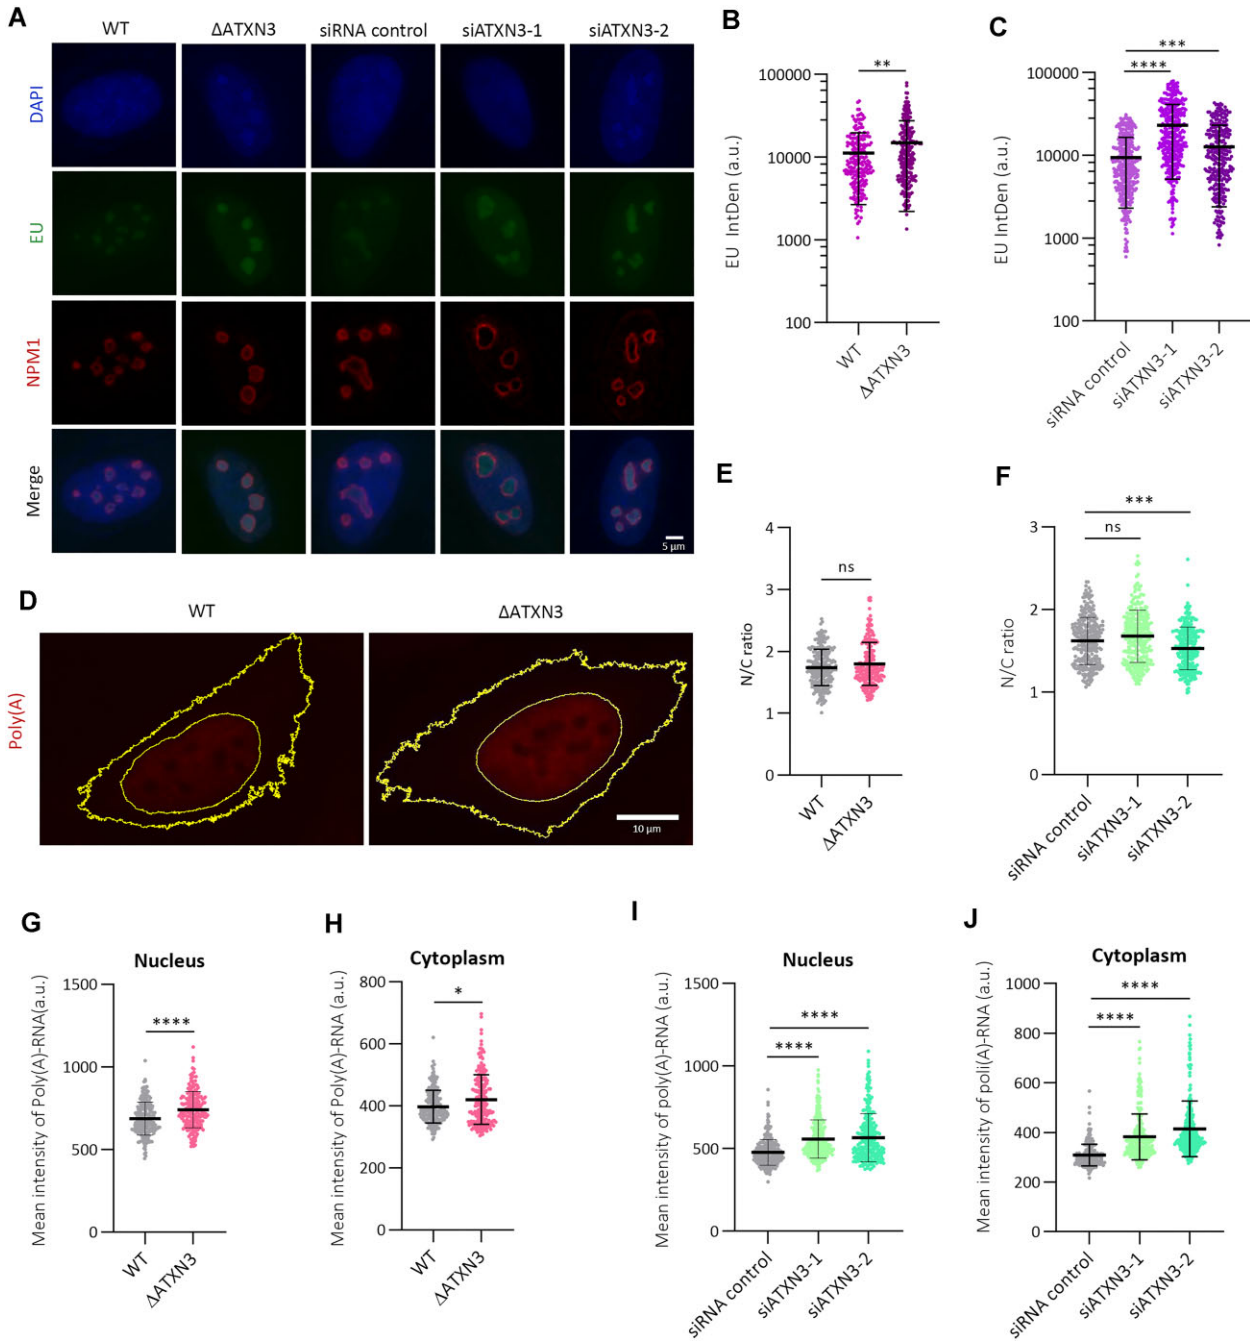 A
WT ΔATXN3 siRNA control siATXN3-1 siATXN3-2
DAPI
EU
NPM1
Merge
5 µm
B
**
100000
10000
1000
100
EU IntDen (a.u.)
WT
ΔATXN3
C
***
****
100000
10000
1000
100
EU IntDen (a.u.)
siRNA control
siATXN3-1
siATXN3-2
D
WT ΔATXN3
Poly(A)
10 µm
E
ns
4
3
2
1
0
N/C ratio
WT
ΔATXN3
F
***
ns
3
2
1
0
N/C ratio
siRNA control
siATXN3-1
siATXN3-2
G
Nucleus
****
1500
1000
500
0
Mean intensity of Poly(A)-RNA(a.u.)
WT
ΔATXN3
H
Cytoplasm
*
800
600
400
200
0
Mean intensity of Poly(A)-RNA (a.u.)
WT
ΔATXN3
I
Nucleus
****
****
1500
1000
500
0
Mean intensity of poly(A)-RNA (a.u.)
siRNA control
siATXN3-1
siATXN3-2
J
Cytoplasm
****
****
1000
800
600
400
200
0
Mean intensity of poli(A)-RNA (a.u.)
siRNA control
siATXN3-1
siATXN3-2